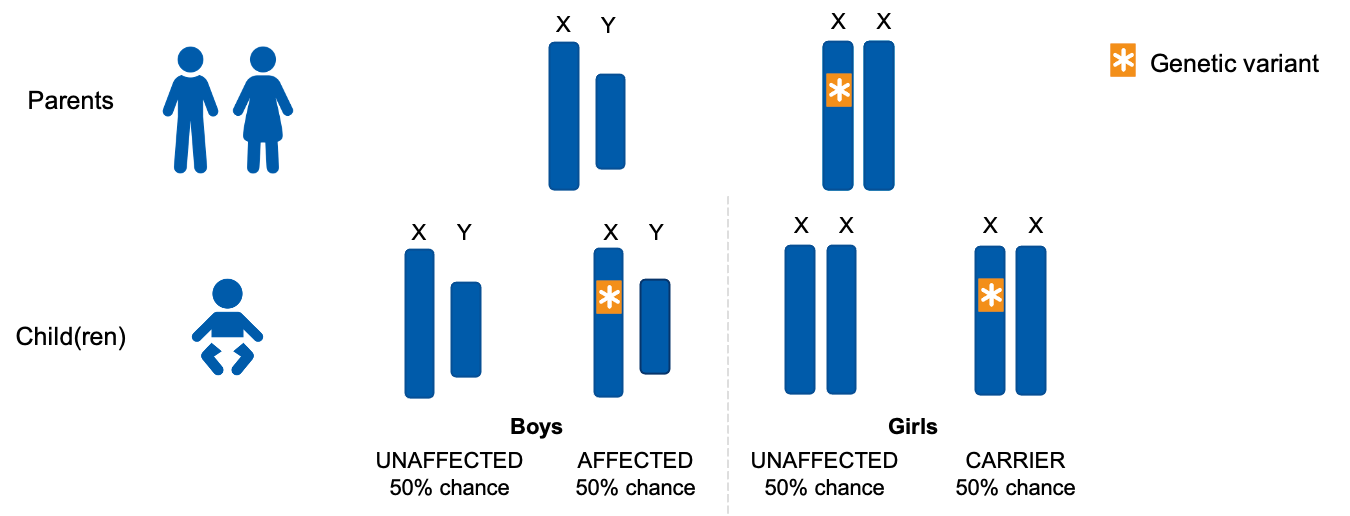 X Y
X X
Genetic variant
Parents
X Y
X Y
X X
X X
Child(ren)
Boys
Girls
UNAFFECTED
50% chance
AFFECTED
50% chance
UNAFFECTED
50% chance
CARRIER
50% chance